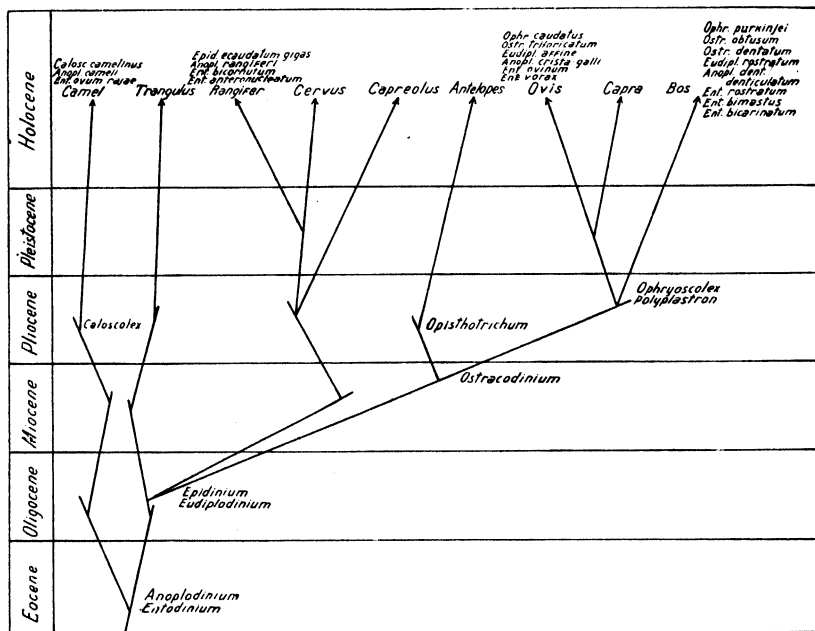 Holocene
Pleistocene
Pliocene
Miocene
Oligocene
Eocene
Calosc camelinus
Anopl. cameli
Ent. ovum rajae
Camel
Trangulus
Epid. ecaudatum gigas
Anopl. rangiferi
Ent. bicornutum
Ent. anteronucleatum
Rangifer
Cervus
Capreolus
Antelopes
Ophr. caudatus
Ostr. triloricatum
Eudipl. affine
Anopl. crista galli
Ent. ovinum
Ent. vorax
Ovis
Capra
Bos
Ophr. purkinjei
Ostr. obtusum
Ostr. dentatum
Eudipl. rostratum
Anopl. dent.
denticulatum
Ent. rostratum
Ent. bimastus
Ent. bicarinatum
Caloscolex
Opisthotrichum
Ophryoscolex
Polyplastron
Ostracodinium
Epidinium
Eudiplodinium
Anoplodinium
Entodinium